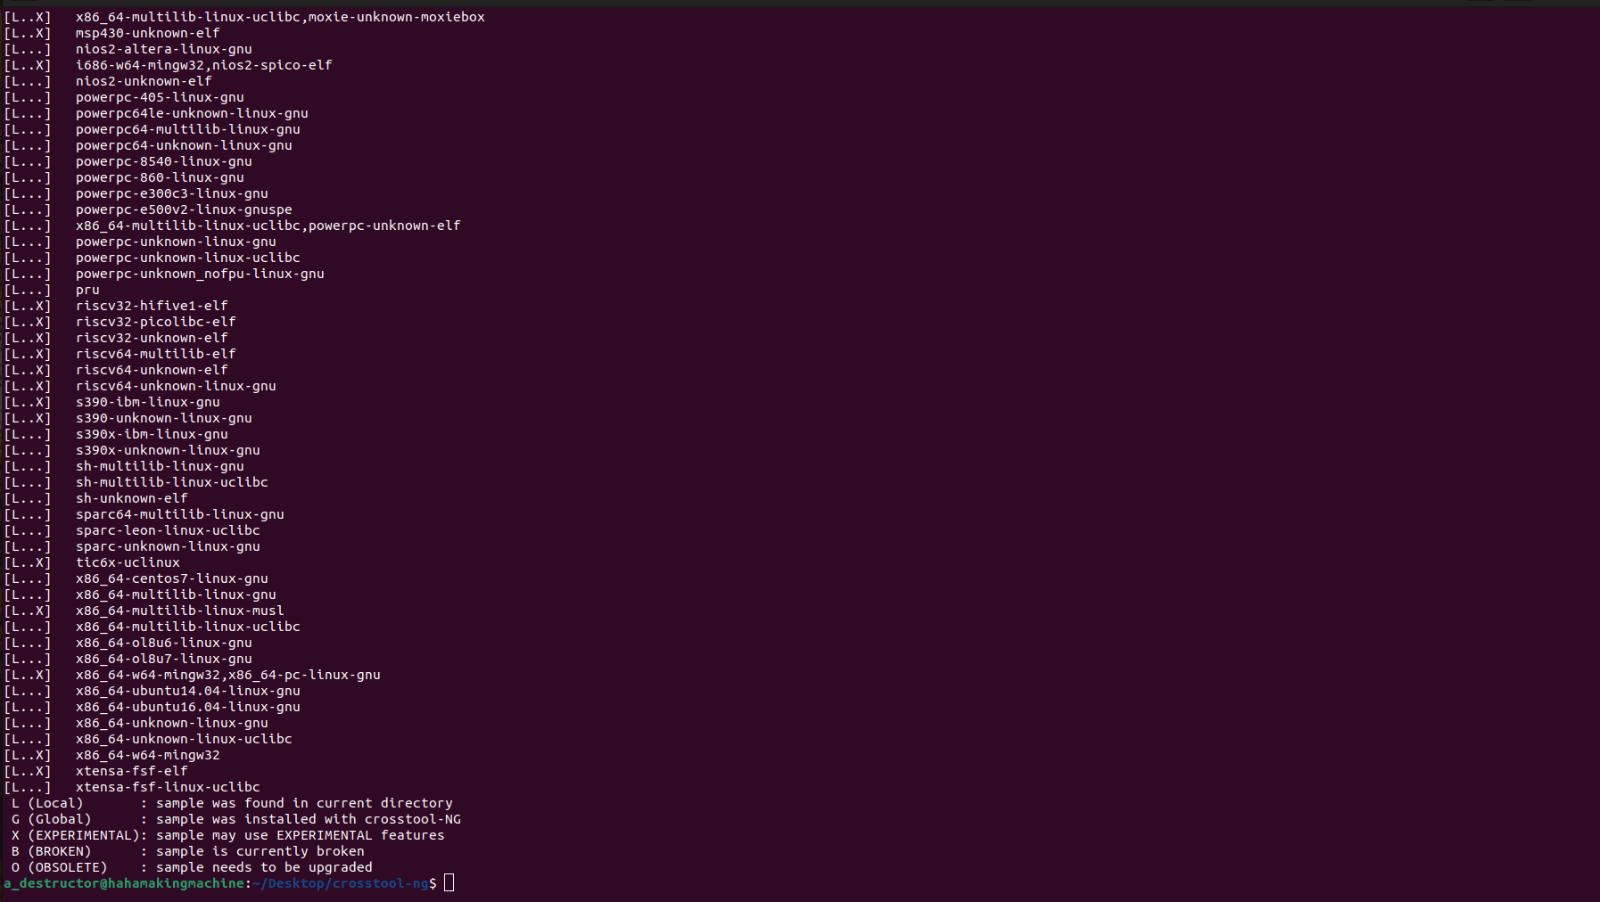 [L..X]   x86_64-multilib-linux-uclibc,moxie-unknown-moxiebox
[L..X]   msp430-unknown-elf
[L...]   nios2-altera-linux-gnu
[L..X]   i686-w64-mingw32,nios2-spico-elf
[L...]   nios2-unknown-elf
[L...]   powerpc-405-linux-gnu
[L...]   powerpc64le-unknown-linux-gnu
[L...]   powerpc64-multilib-linux-gnu
[L...]   powerpc64-unknown-linux-gnu
[L...]   powerpc-8540-linux-gnu
[L...]   powerpc-860-linux-gnu
[L...]   powerpc-e300c3-linux-gnu
[L...]   powerpc-e500v2-linux-gnuspe
[L...]   x86_64-multilib-linux-uclibc,powerpc-unknown-elf
[L...]   powerpc-unknown-linux-gnu
[L...]   powerpc-unknown-linux-uclibc
[L...]   powerpc-unknown_nofpu-linux-gnu
[L...]   pru
[L..X]   riscv32-hifive1-elf
[L..X]   riscv32-picolibc-elf
[L..X]   riscv32-unknown-elf
[L..X]   riscv64-multilib-elf
[L..X]   riscv64-unknown-elf
[L..X]   riscv64-unknown-linux-gnu
[L..X]   s390-ibm-linux-gnu
[L..X]   s390-unknown-linux-gnu
[L...]   s390x-ibm-linux-gnu
[L...]   s390x-unknown-linux-gnu
[L...]   sh-multilib-linux-gnu
[L...]   sh-multilib-linux-uclibc
[L...]   sh-unknown-elf
[L...]   sparc64-multilib-linux-gnu
[L...]   sparc-leon-linux-uclibc
[L...]   sparc-unknown-linux-gnu
[L..X]   tic6x-uclinux
[L...]   x86_64-centos7-linux-gnu
[L...]   x86_64-multilib-linux-gnu
[L..X]   x86_64-multilib-linux-musl
[L...]   x86_64-multilib-linux-uclibc
[L...]   x86_64-ol8u6-linux-gnu
[L...]   x86_64-ol8u7-linux-gnu
[L..X]   x86_64-w64-mingw32,x86_64-pc-linux-gnu
[L...]   x86_64-ubuntu14.04-linux-gnu
[L...]   x86_64-ubuntu16.04-linux-gnu
[L...]   x86_64-unknown-linux-gnu
[L...]   x86_64-unknown-linux-uclibc
[L..X]   x86_64-w64-mingw32
[L..X]   xtensa-fsf-elf
[L...]   xtensa-fsf-linux-uclibc
 L (Local)       : sample was found in current directory
 G (Global)      : sample was installed with crosstool-NG
 X (EXPERIMENTAL): sample may use EXPERIMENTAL features
 B (BROKEN)      : sample is currently broken
 O (OBSOLETE)    : sample needs to be upgraded
a_destructor@hahamakingmachine:~/Desktop/crosstool-ng$